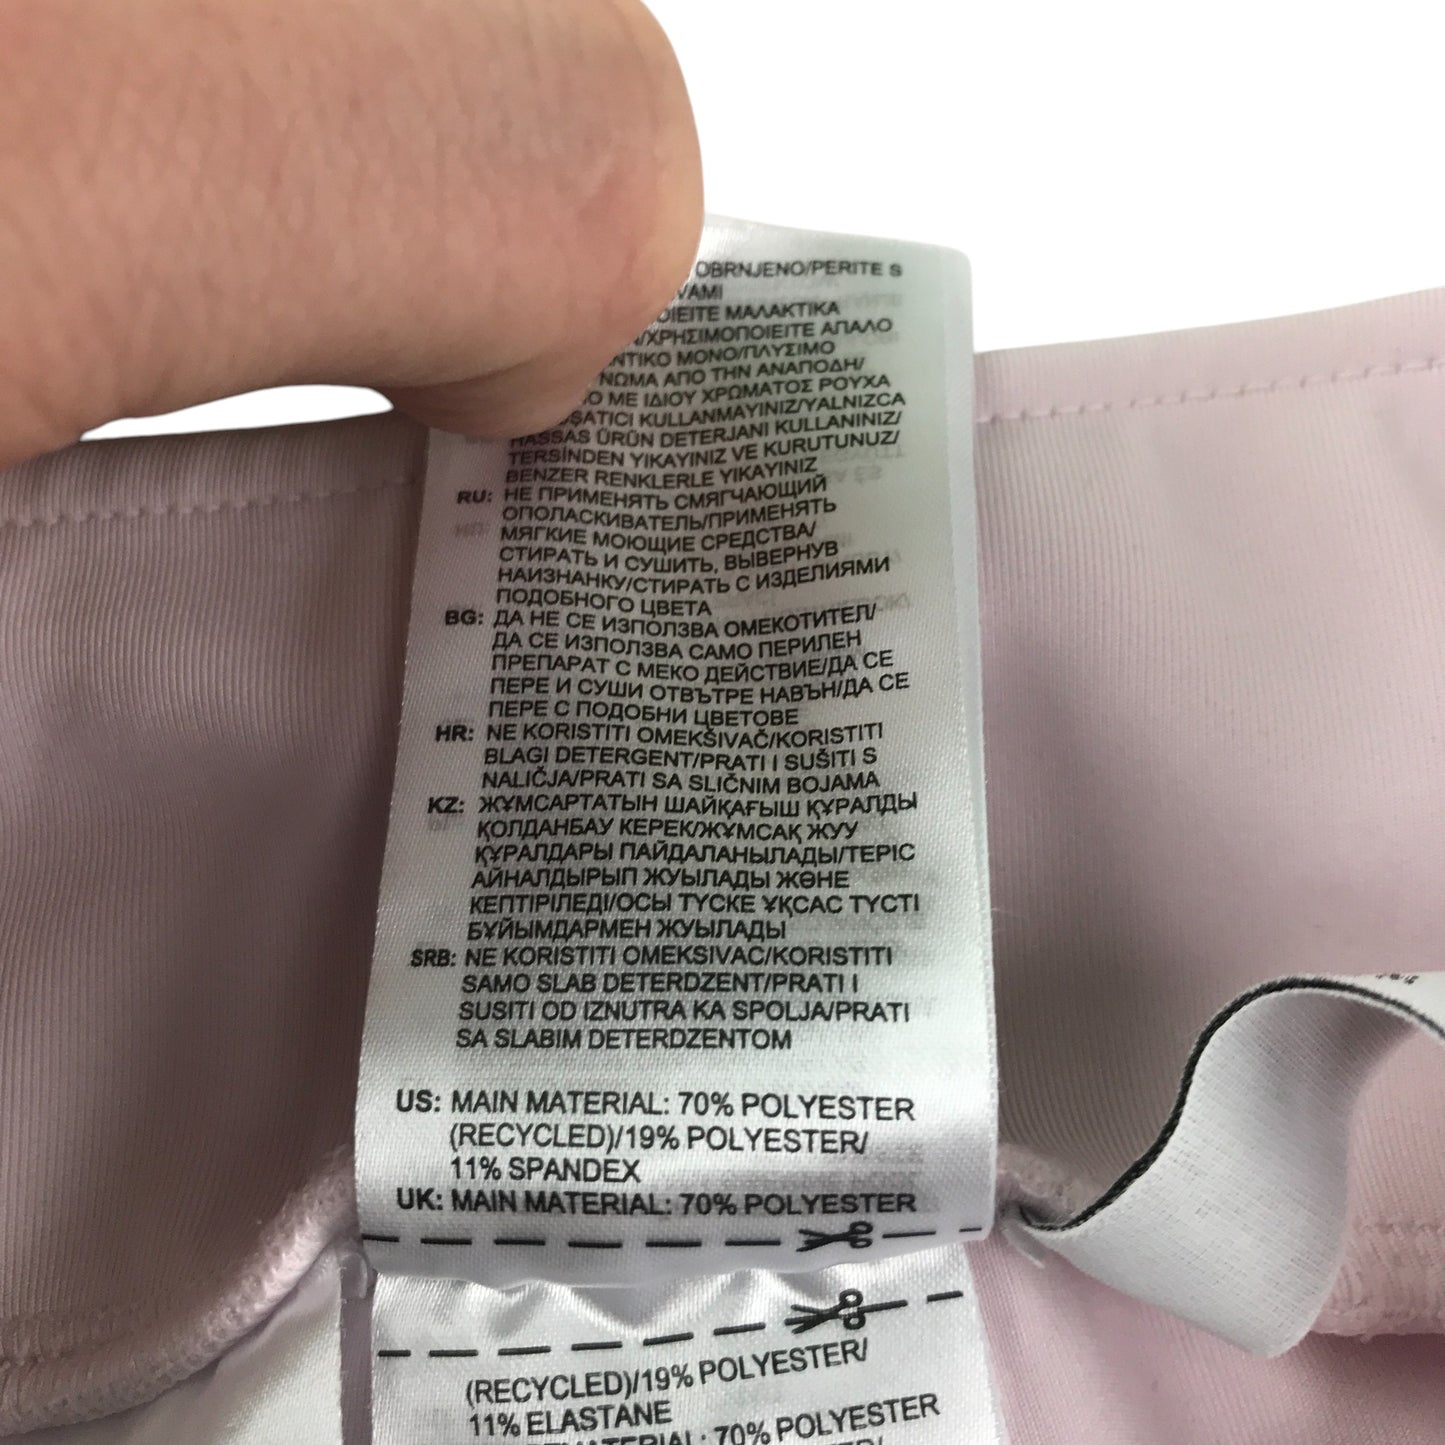 OBRNJENO/PERITE S
VAMI
ΜΑΛΑΚΤΙΚΑ
ΑΠΑΛΟ
ΜΟΝΟ/ΠΛΥΣΙΜΟ
ΑΠΟ ΤΗΝ ΑΝΑΠΟΔΗ/
ΜΕ ΙΔΙΟΥ ΧΡΩΜΑΤΟΣ ΡΟΥΧΑ
KULLANMAYINIZ/YALNIZCA
HASSAS ÜRÜN DETERJANI KULLANINIZ/
TERSİNDEN YIKAYINIZ VE KURUTUNUZ/
BENZER RENKLERLE YIKAYINIZ
RU: НЕ ПРИМЕНЯТЬ СМЯГЧАЮЩИЙ
ОПОЛАСКИВАТЕЛЬ/ПРИМЕНЯТЬ
МЯГКИЕ МОЮЩИЕ СРЕДСТВА/
СТИРАТЬ И СУШИТЬ, ВЫВЕРНУВ
НАИЗНАНКУ/СТИРАТЬ С ИЗДЕЛИЯМИ
ПОДОБНОГО ЦВЕТА
BG: ДА НЕ СЕ ИЗПОЛЗВА ОМЕКОТИТЕЛ/
ДА СЕ ИЗПОЛЗВА САМО ПЕРИЛЕН
ПРЕПАРАТ С МЕКО ДЕЙСТВИЕ/ДА СЕ
ПЕРЕ И СУШИ ОТВЪТРЕ НАВЪН/ДА СЕ
ПЕРЕ С ПОДОБНИ ЦВЕТОВЕ
HR: NE KORISTITI OMEKŠIVAČ/KORISTITI
BLAGI DETERGENT/PRATI I SUŠITI S
NALIČJA/PRATI SA SLIČNIM BOJAMA
KZ: ЖҰМСАРТАТЫН ШАЙҚАҒЫШ ҚҰРАЛДЫ
ҚОЛДАНБАУ КЕРЕК/ЖҰМСАҚ ЖУУ
ҚҰРАЛДАРЫ ПАЙДАЛАНЫЛАДЫ/ТЕРІС
АЙНАЛДЫРЫП ЖУЫЛАДЫ ЖӨНЕ
КЕПТІРІЛЕДІ/ОСЫ ТҮСКЕ ҰҚСАС ТҮСТІ
БҰЙЫМДАРМЕН ЖУЫЛАДЫ
SRB: NE KORISTITI OMEKSIVAC/KORISTITI
SAMO SLAB DETERDZENT/PRATI I
SUSITI OD IZNUTRA KA SPOLJA/PRATI
SA SLABIM DETERDZENTOM
US: MAIN MATERIAL: 70% POLYESTER
(RECYCLED)/19% POLYESTER/
11% SPANDEX
UK: MAIN MATERIAL: 70% POLYESTER
(RECYCLED)/19% POLYESTER/
11% ELASTANE
70% POLYESTER